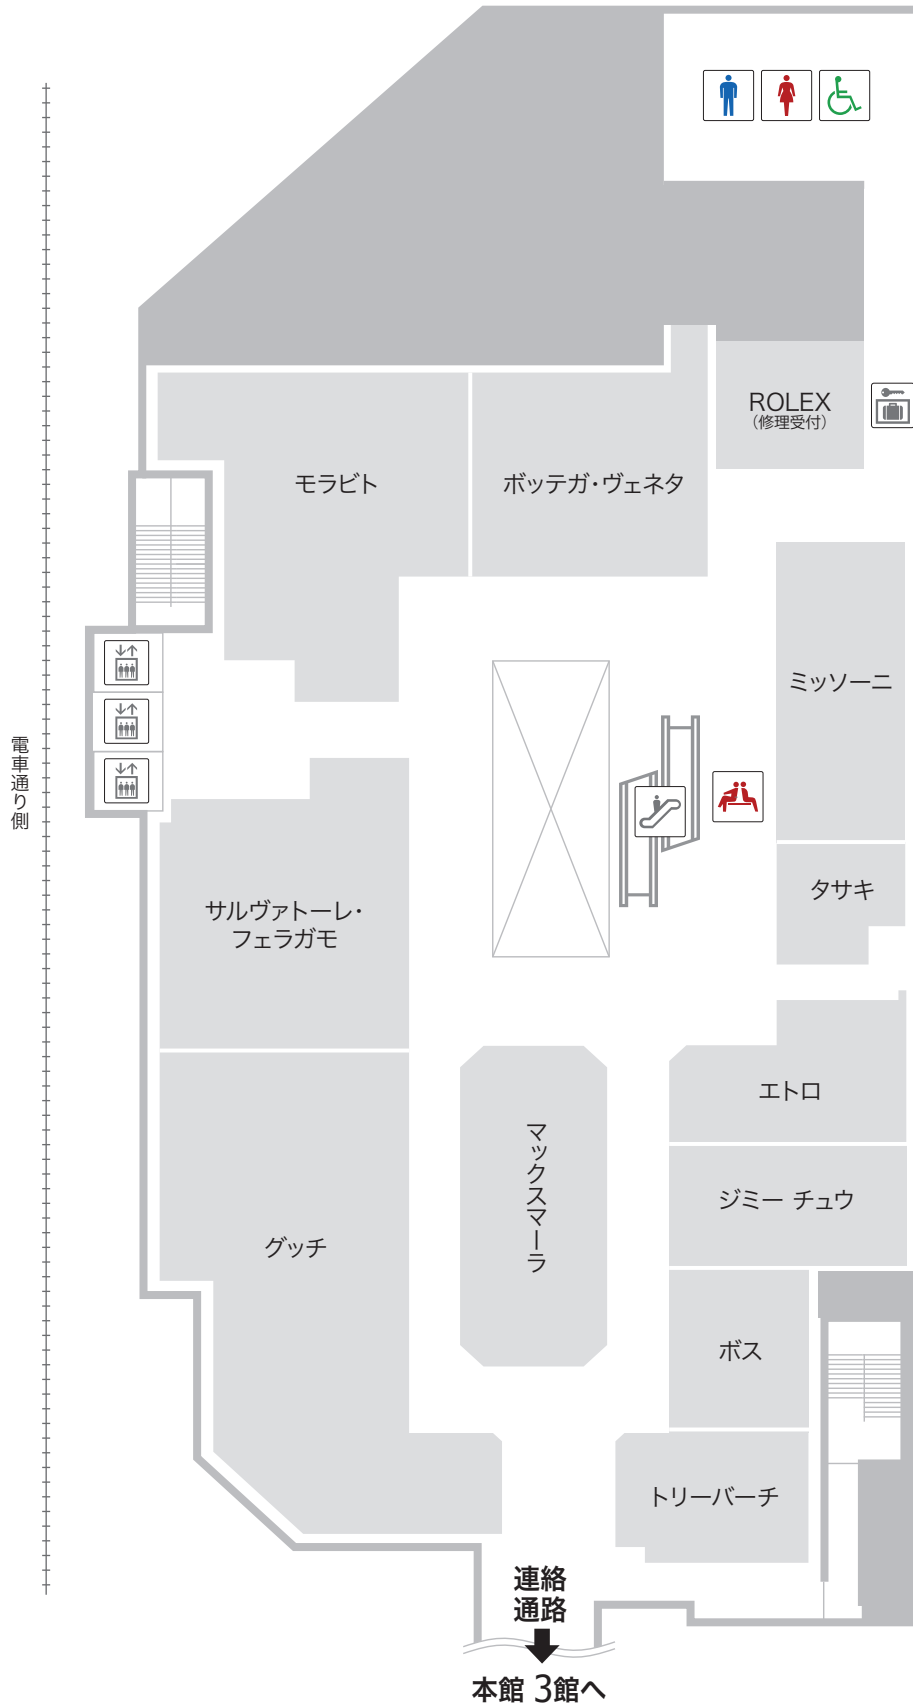 ROLEX
（修理受付）
モラビト
ボッテガ・ヴェネタ
ミッソーニ
電車通り側
タサキ
サルヴァトーレ・
フェラガモ
エトロ
マックスマーラ
ジミー チュウ
グッチ
ボス
トリーバーチ
連絡
通路
本館 3館へ